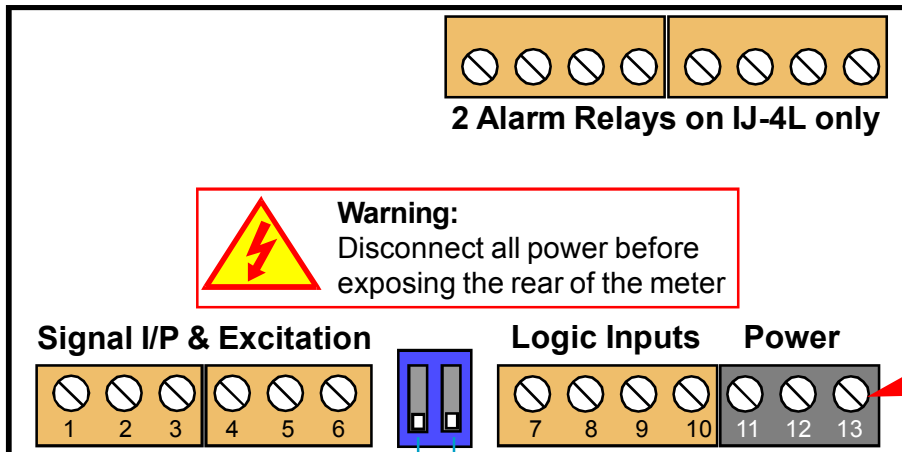 2 Alarm Relays on IJ-4L only
Warning:
Disconnect all power before
exposing the rear of the meter
Signal I/P & Excitation
Logic Inputs
Power
1 2 3 4 5 6
7 8 9 10 11 12 13